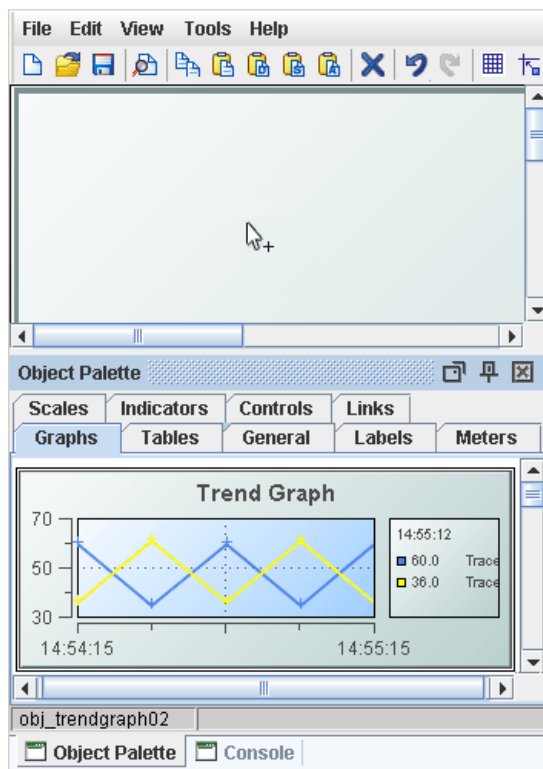 File Edit View Tools Help
Object Palette
Scales Indicators Controls Links
Graphs Tables General Labels Meters
Trend Graph
70
50
30
14:54:15 14:55:15
14:55:12
60.0 Trace
36.0 Trace
obj_trendgraph02
Object Palette Console